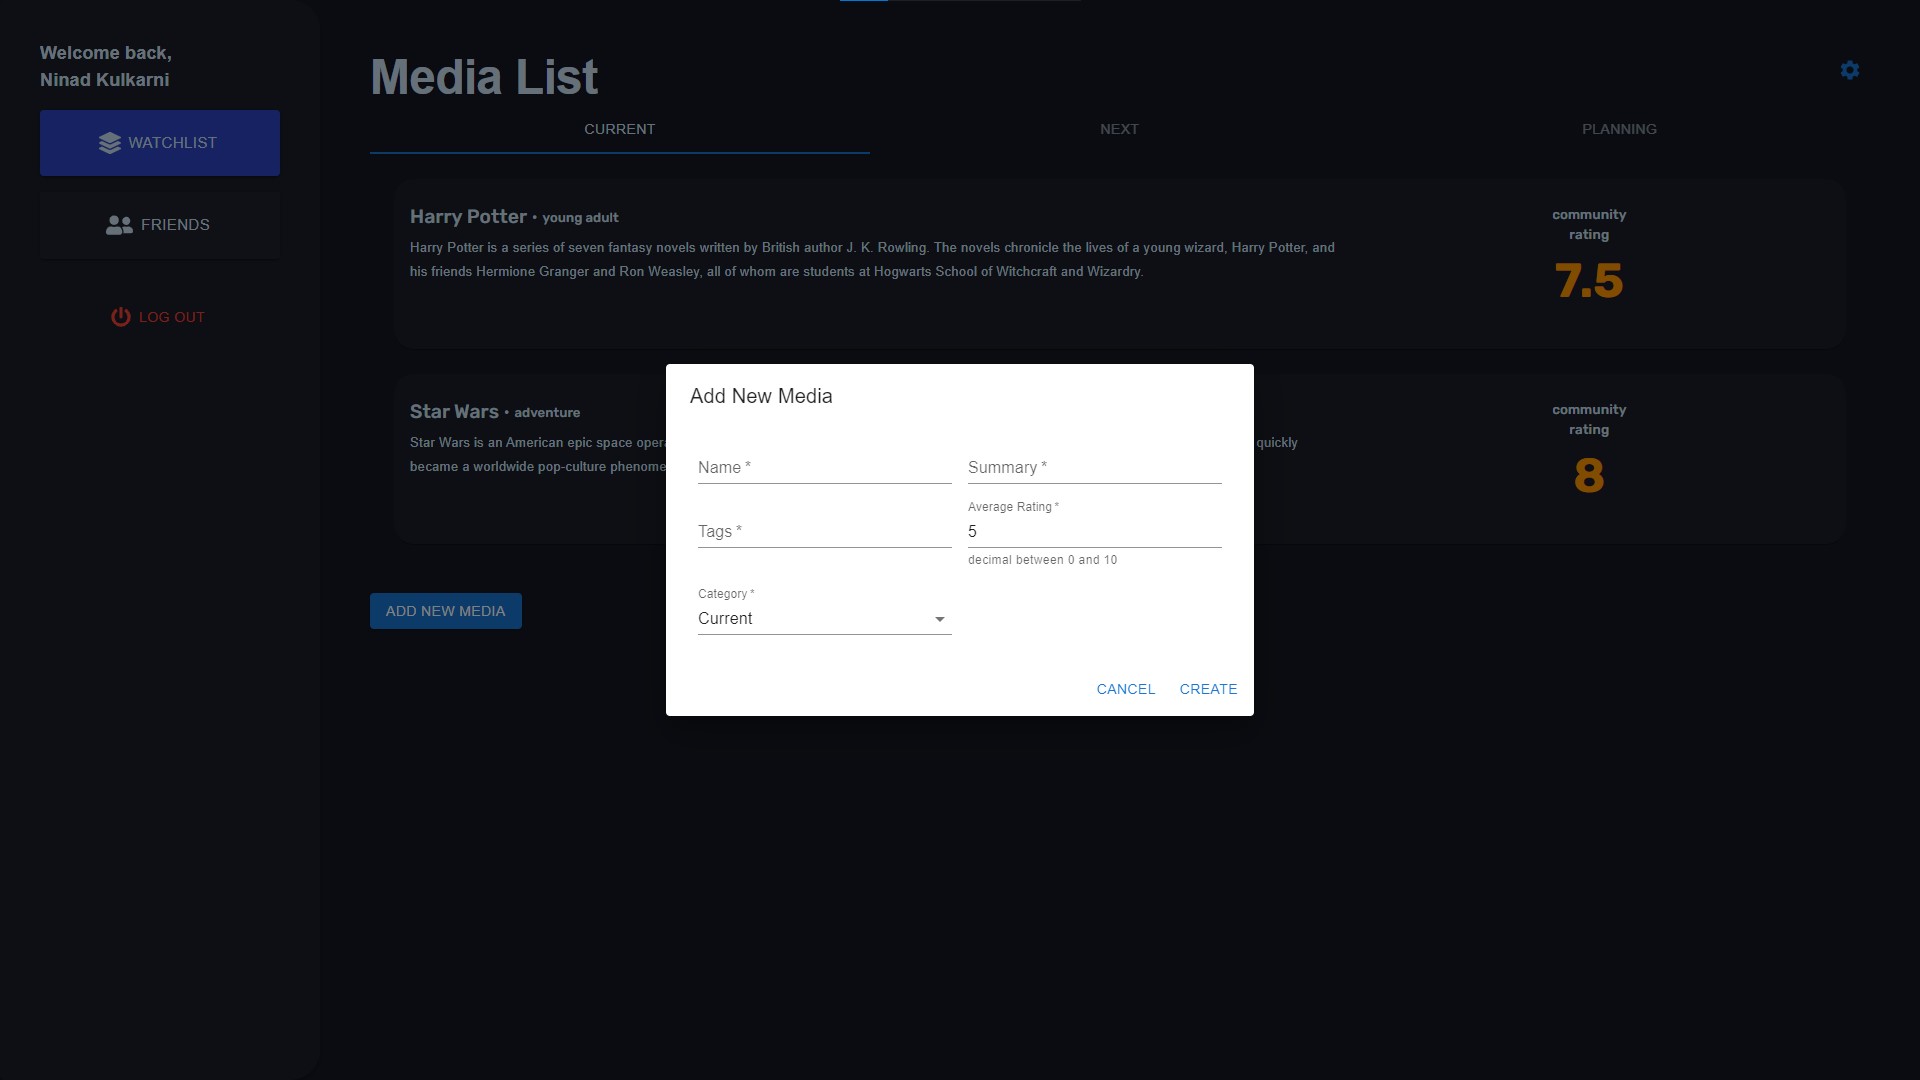 Welcome back,
Ninad Kulkarni
WATCHLIST
FRIENDS
LOG OUT
Media List
CURRENT
NEXT
PLANNING
Harry Potter • young adult
Harry Potter is a series of seven fantasy novels written by British author J. K. Rowling. The novels chronicle the lives of a young wizard, Harry Potter, and
his friends Hermione Granger and Ron Weasley, all of whom are students at Hogwarts School of Witchcraft and Wizardry.
community
rating
7.5
Star Wars • adventure
Star Wars is an American epic space opera quickly
became a worldwide pop-culture phenome
community
rating
8
ADD NEW MEDIA
Add New Media
Name *
Summary *
Tags *
Average Rating *
5
decimal between 0 and 10
Category *
Current
CANCEL
CREATE